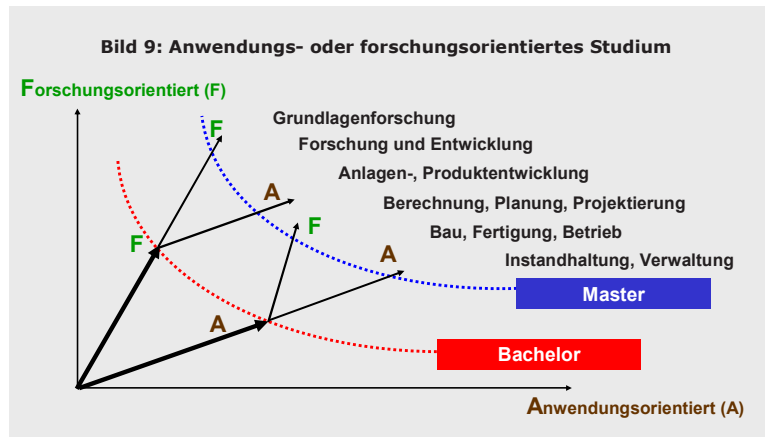 Bild 9: Anwendungs- oder forschungsorientiertes Studium
Forschungsorientiert (F)
Grundlagenforschung
F
Forschung und Entwicklung
Anlagen-, Produktentwicklung
A
Berechnung, Planung, Projektierung
F
Bau, Fertigung, Betrieb
F
A
Instandhaltung, Verwaltung
Master
A
Bachelor
Anwendungsorientiert (A)